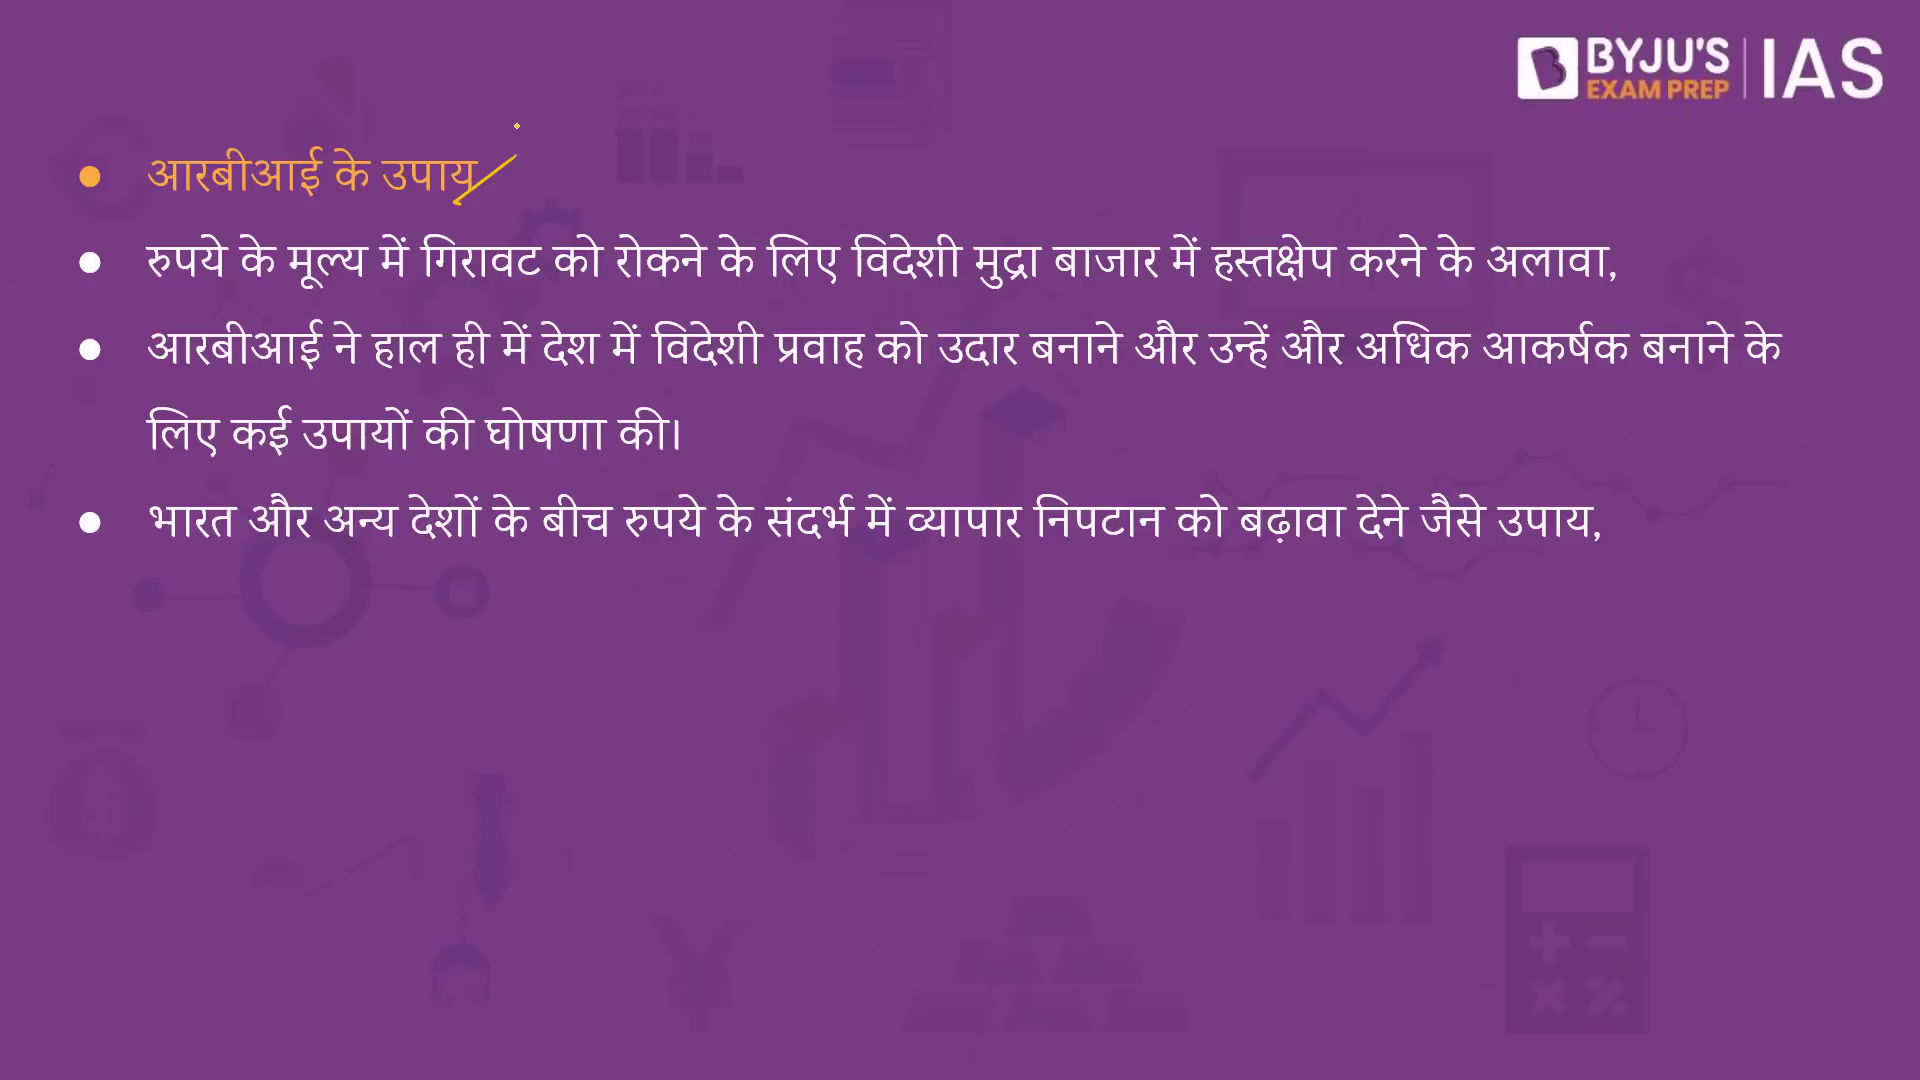 BYJU'S
EXAM PREP
IAS
● आरबीआई के उपाय
● रुपये के मूल्य में गिरावट को रोकने के लिए विदेशी मुद्रा बाजार में हस्तक्षेप करने के अलावा,
● आरबीआई ने हाल ही में देश में विदेशी प्रवाह को उदार बनाने और उन्हें और अधिक आकर्षक बनाने के
लिए कई उपायों की घोषणा की।
● भारत और अन्य देशों के बीच रुपये के संदर्भ में व्यापार निपटान को बढ़ावा देने जैसे उपाय,